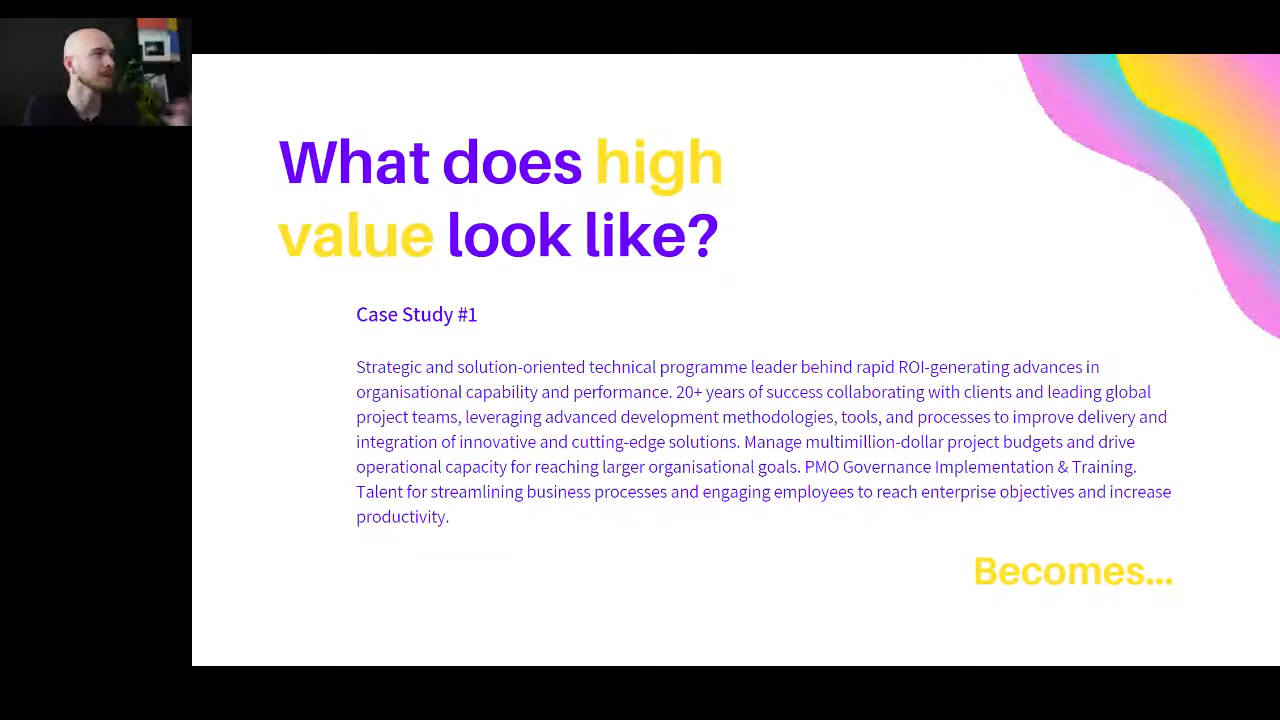 What does high
value look like?
Case Study #1
Strategic and solution-oriented technical programme leader behind rapid ROI-generating advances in
organisational capability and performance. 20+ years of success collaborating with clients and leading global
project teams, leveraging advanced development methodologies, tools, and processes to improve delivery and
integration of innovative and cutting-edge solutions. Manage multimillion-dollar project budgets and drive
operational capacity for reaching larger organisational goals. PMO Governance Implementation & Training.
Talent for streamlining business processes and engaging employees to reach enterprise objectives and increase
productivity.
Becomes...